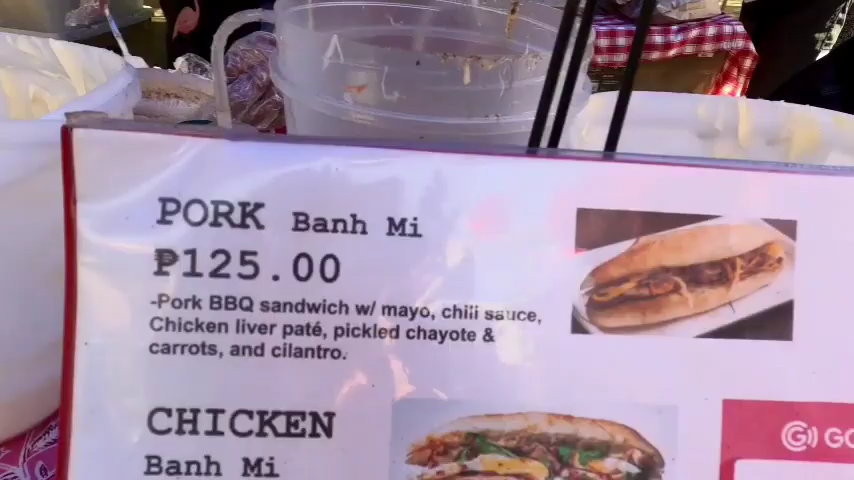 PORK Banh Mi
₱125.00
-Pork BBQ sandwich w/ mayo, chili sauce,
Chicken liver paté, pickled chayote &
carrots, and cilantro.
CHICKEN
Banh Mi